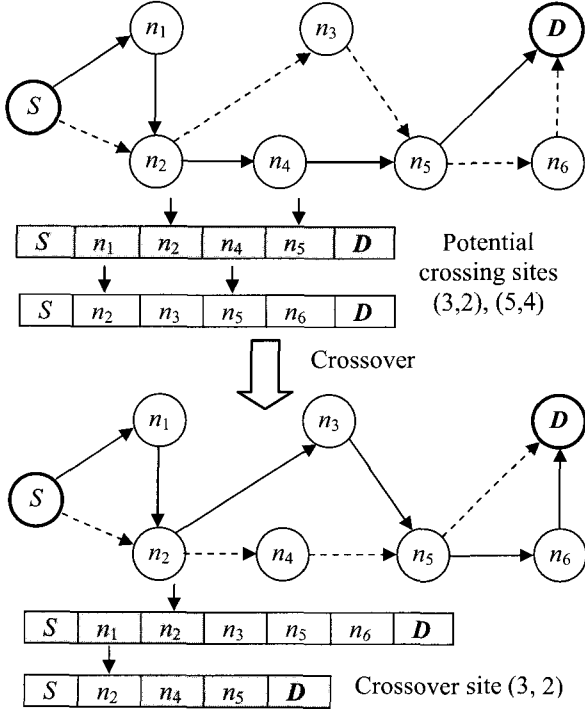 n1 n3 D
S
n2 n4 n5 n6
S n1 n2 n4 n5 D
Potential
crossing sites
(3,2), (5,4)
S n2 n3 n5 n6 D
Crossover
n1 n3 D
S
n2 n4 n5 n6
S n1 n2 n3 n5 n6 D
S n2 n4 n5 D
Crossover site (3, 2)